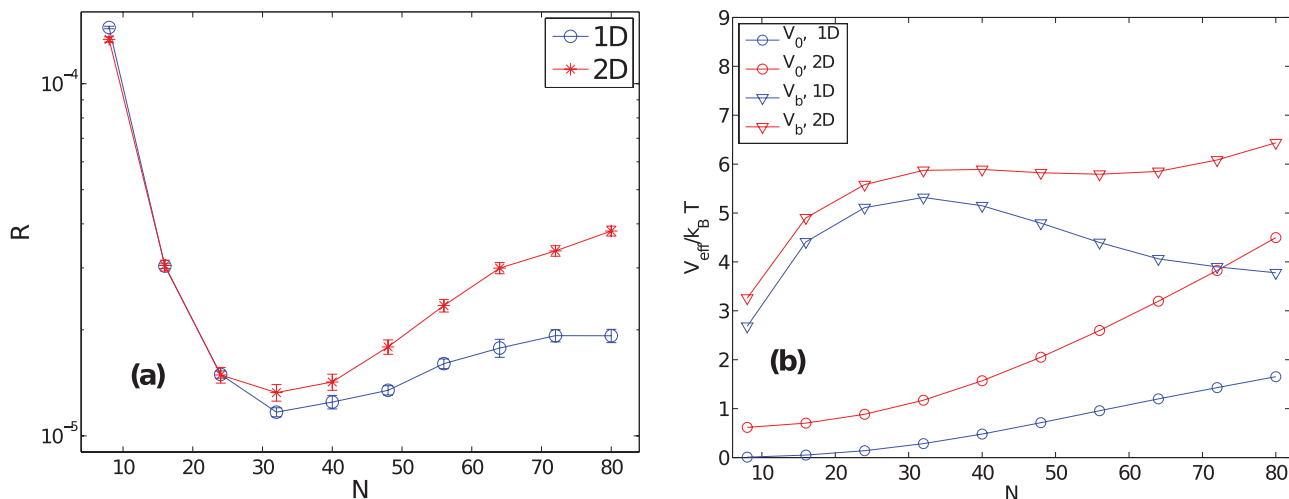 1D
2D
10⁻⁴
R
(a)
10⁻⁵
10 20 30 40 50 60 70 80
N
V₀, 1D
V₀, 2D
V_b, 1D
V_b, 2D
9
8
7
6
5
4
3
2
1
0
V_eff/k_B T
(b)
10 20 30 40 50 60 70 80
N